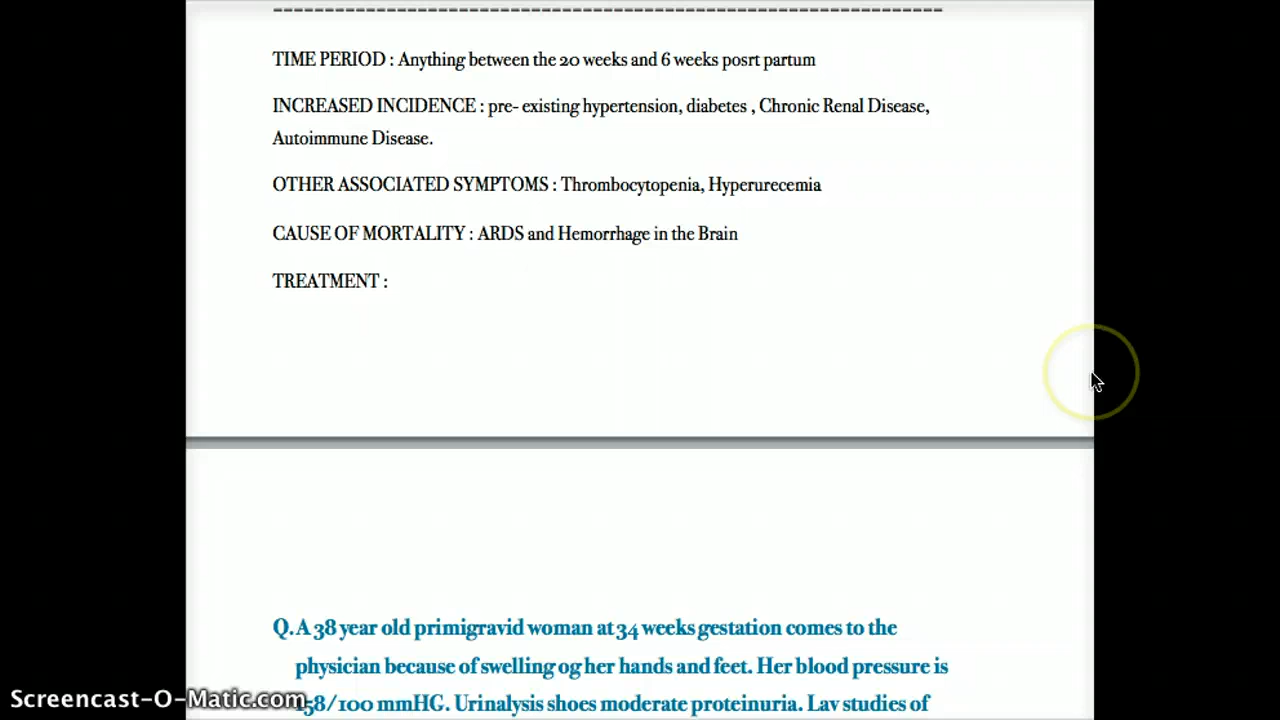 TIME PERIOD : Anything between the 20 weeks and 6 weeks posrt partum
INCREASED INCIDENCE : pre- existing hypertension, diabetes , Chronic Renal Disease,
Autoimmune Disease.
OTHER ASSOCIATED SYMPTOMS : Thrombocytopenia, Hyperurecemia
CAUSE OF MORTALITY : ARDS and Hemorrhage in the Brain
TREATMENT :
Q. A 38 year old primigravid woman at 34 weeks gestation comes to the
physician because of swelling og her hands and feet. Her blood pressure is
158/100 mmHG. Urinalysis shoes moderate proteinuria. Lav studies of
Screencast-O-Matic.com